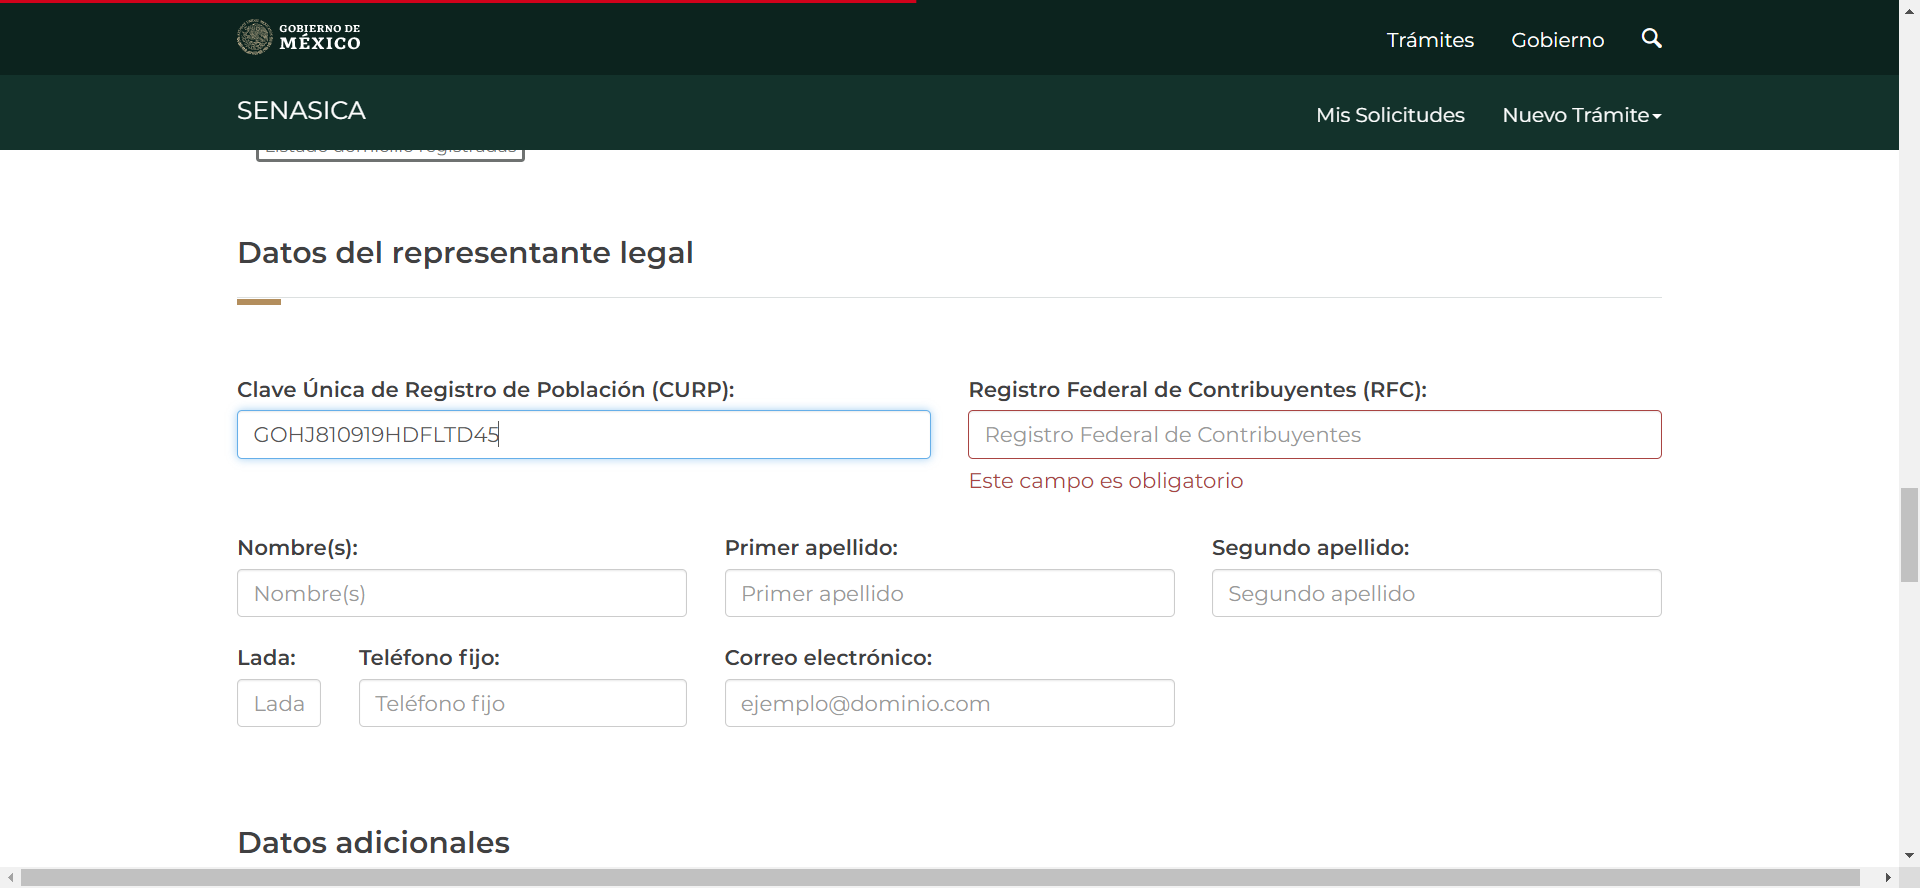 GOBIERNO DE
MÉXICO
Trámites
Gobierno
SENASICA
Mis Solicitudes
Nuevo Trámite
Listado domicilio registradas
Datos del representante legal
Clave Única de Registro de Población (CURP):
Registro Federal de Contribuyentes (RFC):
GOHJ810919HDFLTD45
Registro Federal de Contribuyentes
Este campo es obligatorio
Nombre(s):
Primer apellido:
Segundo apellido:
Nombre(s)
Primer apellido
Segundo apellido
Lada:
Teléfono fijo:
Correo electrónico:
Lada
Teléfono fijo
ejemplo@dominio.com
Datos adicionales